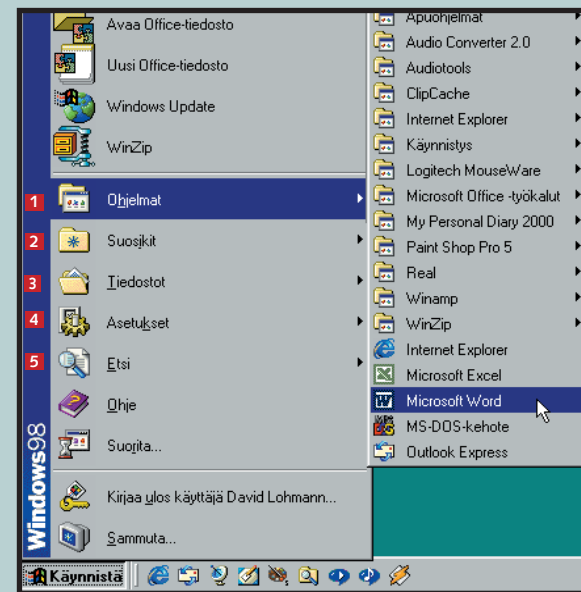 Avaa Office-tiedosto
Uusi Office-tiedosto
Windows Update
WinZip
1 Ohjelmat
2 Suosikit
3 Tiedostot
4 Asetukset
5 Etsi
Ohje
Suorita...
Kirjaa ulos käyttäjä David Lohmann...
Sammuta...
Windows98
Apuohjelmat
Audio Converter 2.0
Audiotools
ClipCache
Internet Explorer
Käynnistys
Logitech MouseWare
Microsoft Office -työkalut
My Personal Diary 2000
Paint Shop Pro 5
Real
Winamp
WinZip
Internet Explorer
Microsoft Excel
Microsoft Word
MS-DOS-kehote
Outlook Express
Käynnistä